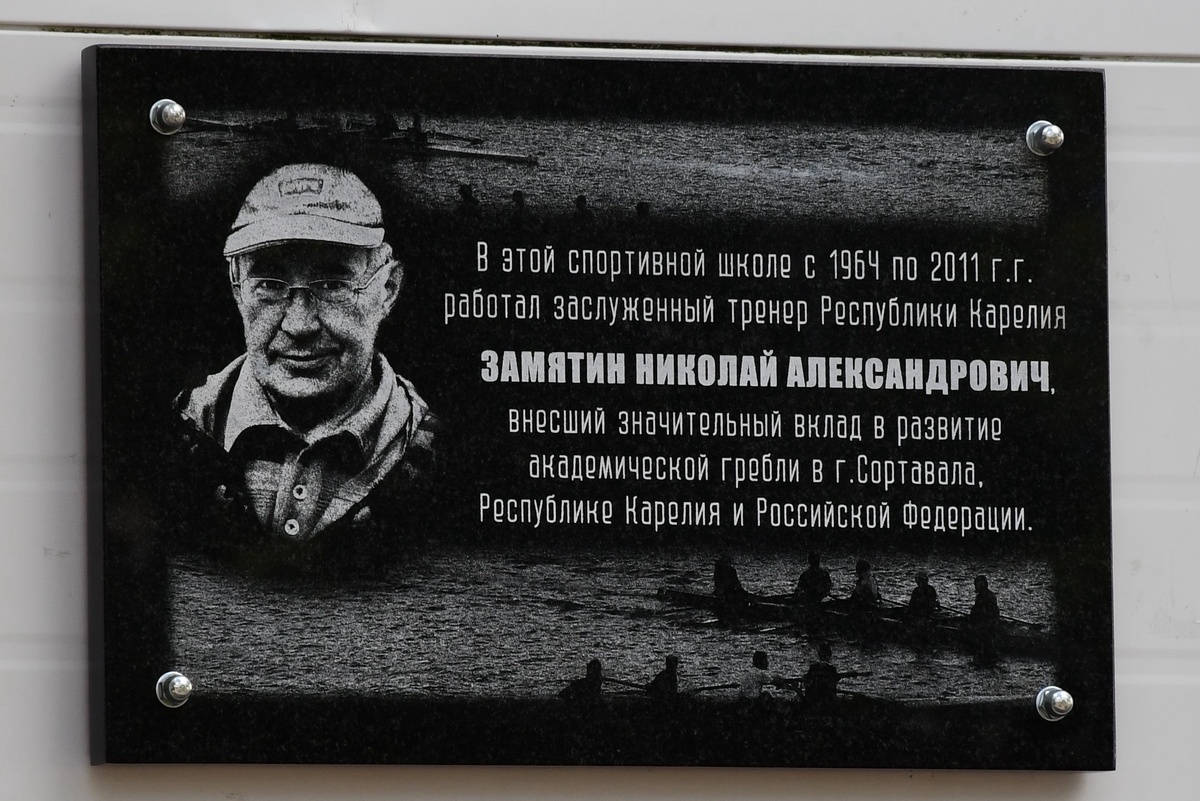 В этой спортивной школе с 1964 по 2011 г.г.
работал заслуженный тренер Республики Карелия
ЗАМЯТИН НИКОЛАЙ АЛЕКСАНДРОВИЧ,
внесший значительный вклад в развитие
академической гребли в г.Сортавала,
Республике Карелия и Российской Федерации.